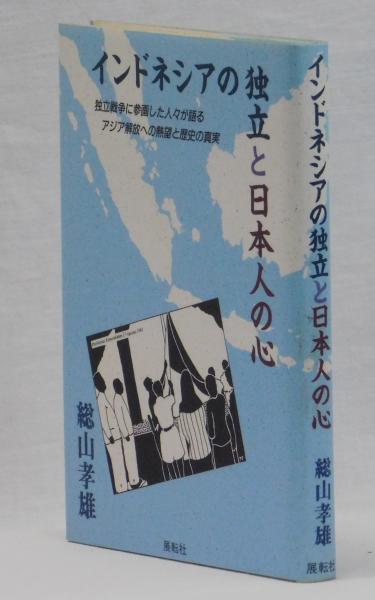 インドネシアの独立と日本人の心
独立戦争に参画した人々が語る
アジア解放への熱望と歴史の真実
総山孝雄
展転社
インドネシアの独立と日本人の心
総山孝雄
展転社